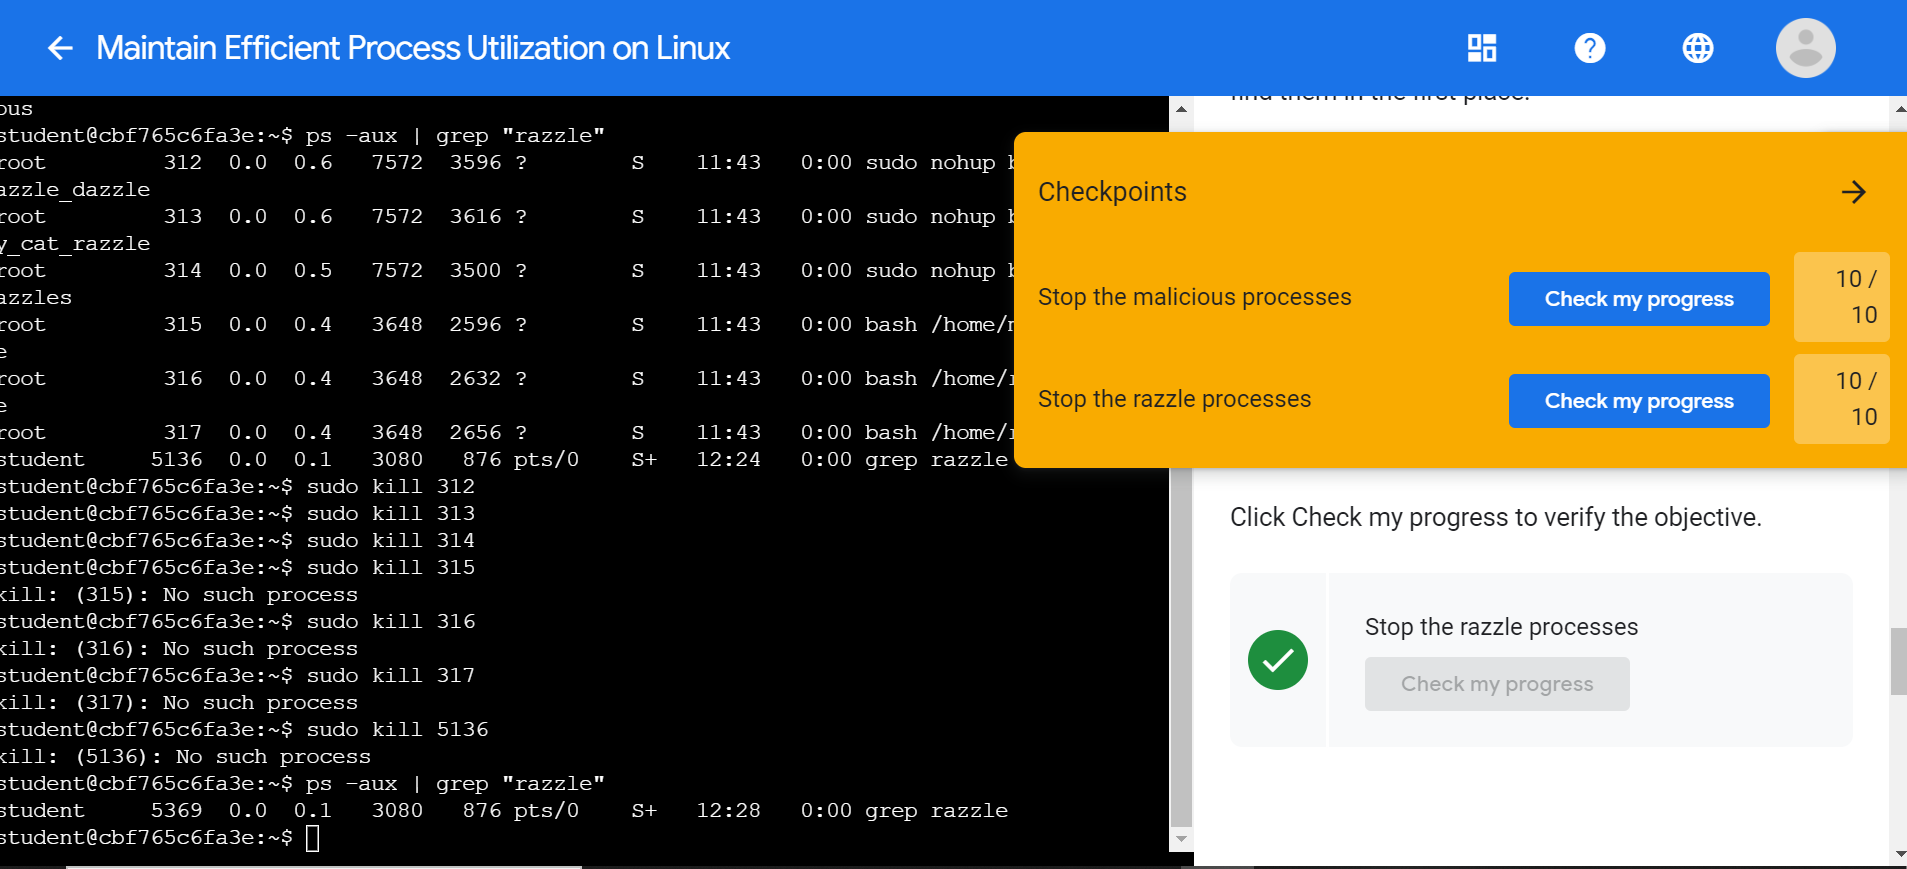 Maintain Efficient Process Utilization on Linux
student@cbf765c6fa3e:~$ ps -aux | grep "razzle"
root 312 0.0 0.6 7572 3596 ? S 11:43 0:00 sudo nohup b
azzle_dazzle
root 313 0.0 0.6 7572 3616 ? S 11:43 0:00 sudo nohup b
y_cat_razzle
root 314 0.0 0.5 7572 3500 ? S 11:43 0:00 sudo nohup b
azzles
root 315 0.0 0.4 3648 2596 ? S 11:43 0:00 bash /home/
e
root 316 0.0 0.4 3648 2632 ? S 11:43 0:00 bash /home/
e
root 317 0.0 0.4 3648 2656 ? S 11:43 0:00 bash /home/
student 5136 0.0 0.1 3080 876 pts/0 S+ 12:24 0:00 grep razzle
student@cbf765c6fa3e:~$ sudo kill 312
student@cbf765c6fa3e:~$ sudo kill 313
student@cbf765c6fa3e:~$ sudo kill 314
student@cbf765c6fa3e:~$ sudo kill 315
kill: (315): No such process
student@cbf765c6fa3e:~$ sudo kill 316
kill: (316): No such process
student@cbf765c6fa3e:~$ sudo kill 317
kill: (317): No such process
student@cbf765c6fa3e:~$ sudo kill 5136
kill: (5136): No such process
student@cbf765c6fa3e:~$ ps -aux | grep "razzle"
student 5369 0.0 0.1 3080 876 pts/0 S+ 12:28 0:00 grep razzle
student@cbf765c6fa3e:~$
find them in the first place.
Checkpoints
Stop the malicious processes
Check my progress
10 /
10
Stop the razzle processes
Check my progress
10 /
10
Click Check my progress to verify the objective.
Stop the razzle processes
Check my progress